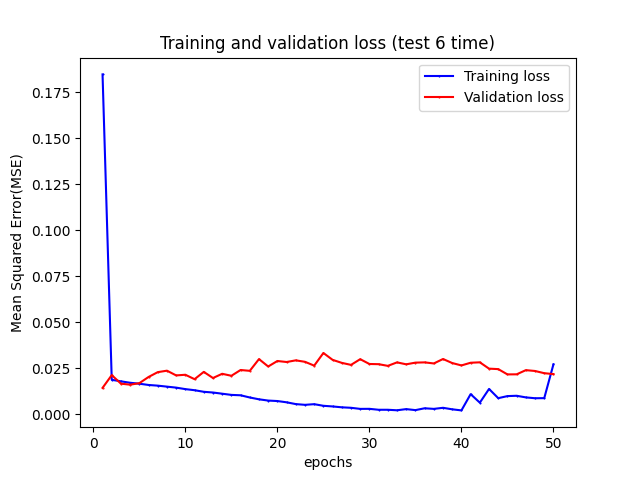 Training and validation loss (test 6 time)
Training loss
Validation loss
Mean Squared Error(MSE)
0.175
0.150
0.125
0.100
0.075
0.050
0.025
0.000
0
10
20
30
40
50
epochs